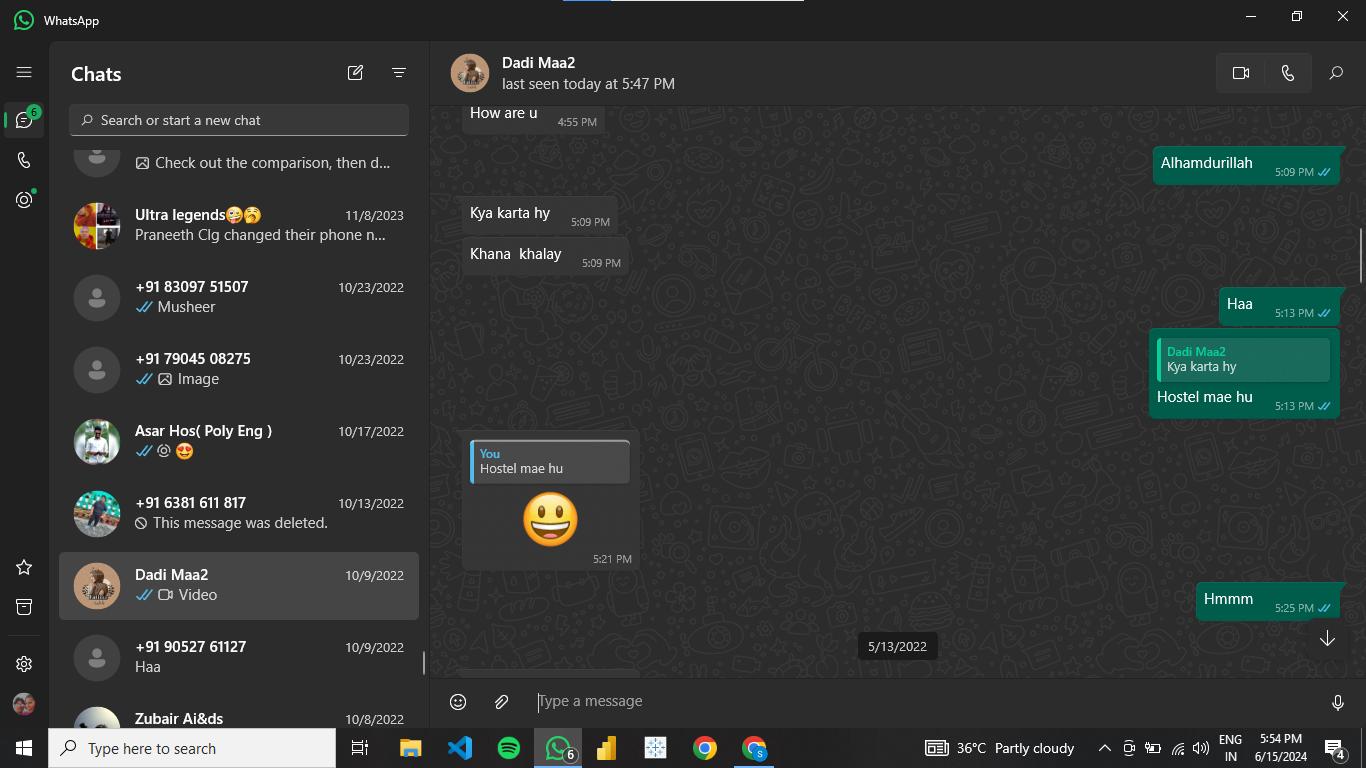 WhatsApp
Chats
Search or start a new chat
6
Check out the comparison, then d...
Ultra legends🤪🥱 11/8/2023
Praneeth Clg changed their phone n...
+91 83097 51507 10/23/2022
Musheer
+91 79045 08275 10/23/2022
Image
Asar Hos( Poly Eng ) 10/17/2022
😍
+91 6381 611 817 10/13/2022
This message was deleted.
Dadi Maa2 10/9/2022
Video
+91 90527 61127 10/9/2022
Haa
Zubair Ai&ds 10/8/2022
Dadi Maa2
last seen today at 5:47 PM
How are u 4:55 PM
Alhamdurillah 5:09 PM
Kya karta hy 5:09 PM
Khana khalay 5:09 PM
Haa 5:13 PM
Dadi Maa2
Kya karta hy
Hostel mae hu 5:13 PM
You
Hostel mae hu
😃
5:21 PM
Hmmm 5:25 PM
5/13/2022
Type a message
Type here to search
6
S
36°C Partly cloudy
ENG
IN
5:54 PM
6/15/2024
4